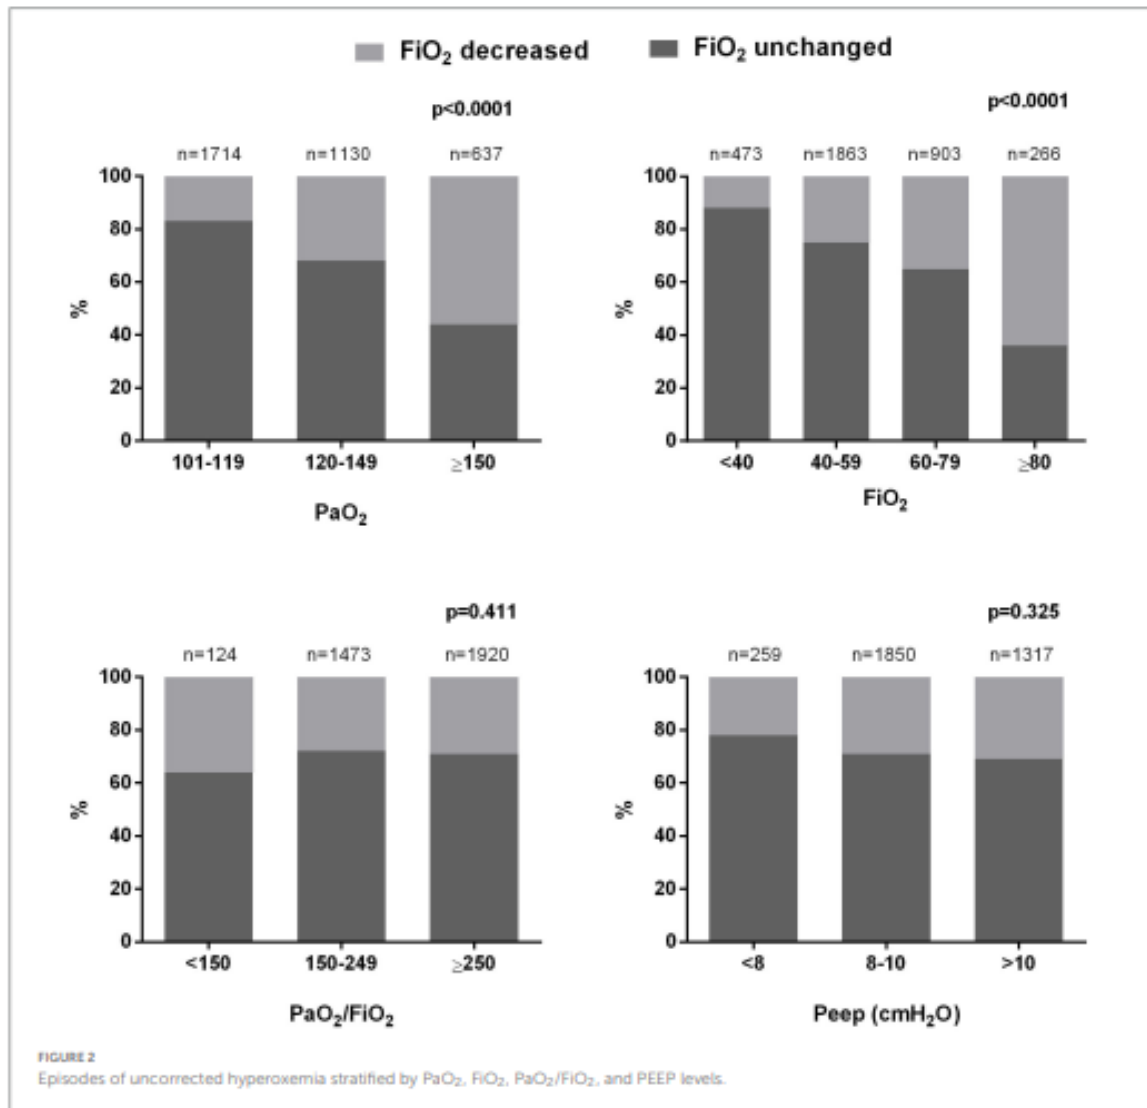 FiO₂ decreased FiO₂ unchanged
p<0.0001
n=1714 n=1130 n=637
100
80
60
40
20
0
%
101-119 120-149 ≥150
PaO₂
p<0.0001
n=473 n=1863 n=903 n=266
100
80
60
40
20
0
%
<40 40-59 60-79 ≥80
FiO₂
p=0.411
n=124 n=1473 n=1920
100
80
60
40
20
0
%
<150 150-249 ≥250
PaO₂/FiO₂
p=0.325
n=259 n=1850 n=1317
100
80
60
40
20
0
%
<8 8-10 >10
Peep (cmH₂O)
FIGURE 2
Episodes of uncorrected hyperoxemia stratified by PaO₂, FiO₂, PaO₂/FiO₂, and PEEP levels.